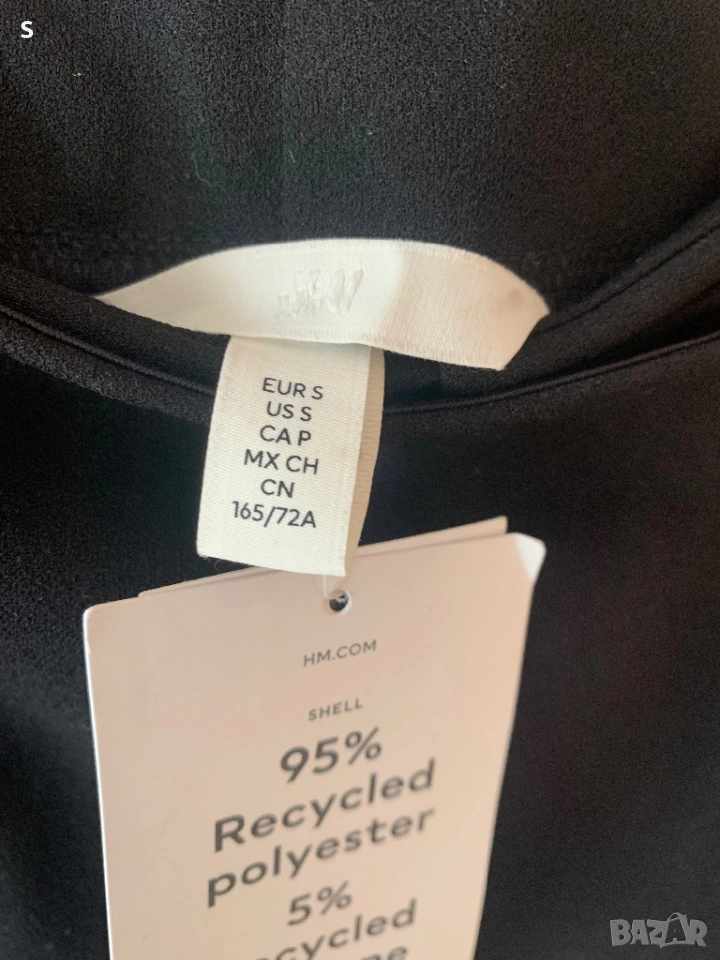 S
H&M
EUR S
US S
CA P
MX CH
CN
165/72A
HM.COM
SHELL
95%
Recycled
polyester
5%
BAZAR